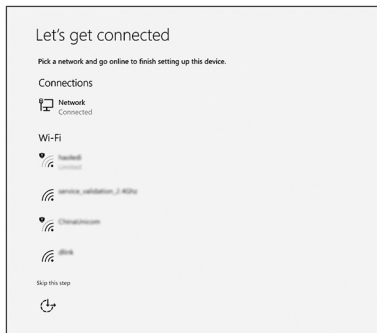 Let's get connected
Pick a network and go online to finish setting up this device.
Connections
Network
Connected
Wi-Fi
Limited
service_validation_2.4Ghz
ChinaUnicom
dlink
Skip this step